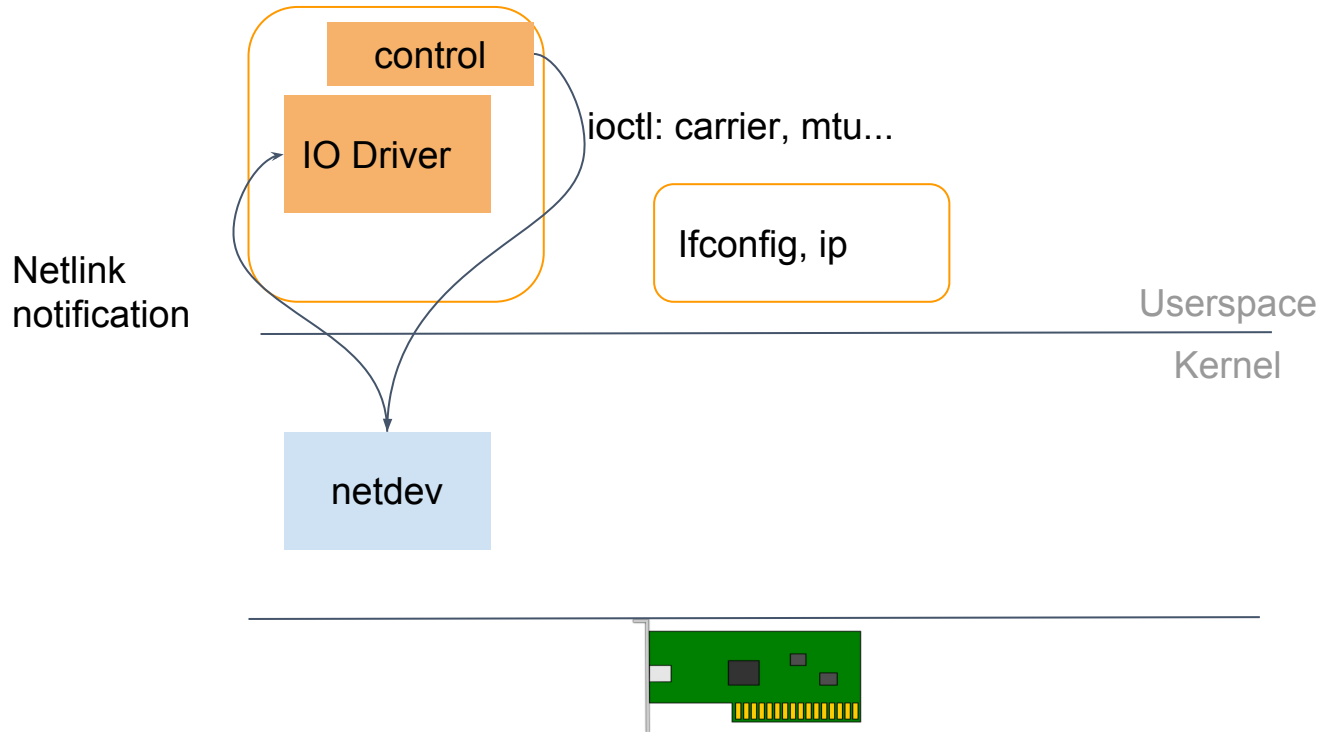 control
IO Driver
ioctl: carrier, mtu...
Ifconfig, ip
Netlink
notification
Userspace
Kernel
netdev